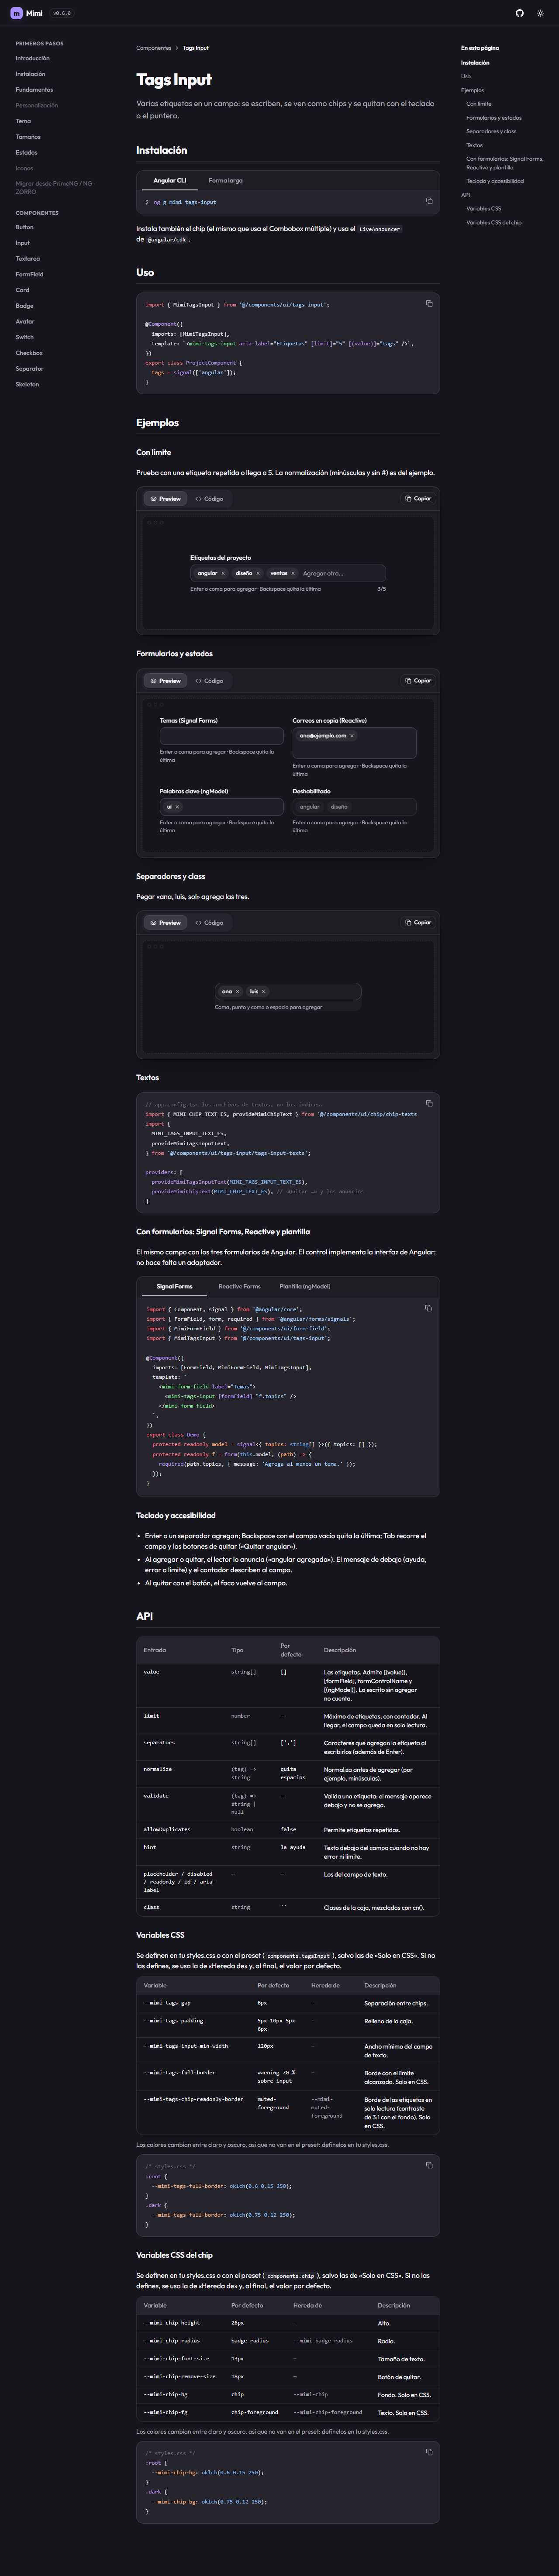 m Mimi v0.6.0
PRIMEROS PASOS
Introducción
Instalación
Fundamentos
Personalización
Tema
Tamaños
Estados
Iconos
Migrar desde PrimeNG / NG-
ZORRO
COMPONENTES
Button
Input
Textarea
FormField
Card
Badge
Avatar
Switch
Checkbox
Separator
Skeleton
Componentes > Tags Input
Tags Input
Varias etiquetas en un campo: se escriben, se ven como chips y se quitan con el teclado
o el puntero.
Instalación
Angular CLI Forma larga
$ ng g mimi tags-input
Instala también el chip (el mismo que usa el Combobox múltiple) y usa el LiveAnnouncer
de @angular/cdk.
Uso
import { MimiTagsInput } from '@/components/ui/tags-input';
@Component({
imports: [MimiTagsInput],
template: `<mimi-tags-input aria-label="Etiquetas" [limit]="5" [(value)]="tags" />`,
})
export class ProjectComponent {
tags = signal(['angular']);
}
Ejemplos
Con límite
Prueba con una etiqueta repetida o llega a 5. La normalización (minúsculas y sin #) es del ejemplo.
Preview Código Copiar
Etiquetas del proyecto
angular × diseño × ventas × Agregar otra…
Enter o coma para agregar · Backspace quita la última 3/5
Formularios y estados
Preview Código Copiar
Temas (Signal Forms)
Enter o coma para agregar · Backspace quita la
última
Correos en copia (Reactive)
ana@ejemplo.com ×
Enter o coma para agregar · Backspace quita la
última
Palabras clave (ngModel)
ui ×
Enter o coma para agregar · Backspace quita la
última
Deshabilitado
angular diseño
Enter o coma para agregar · Backspace quita la
última
Separadores y class
Pegar «ana, luis, sol» agrega las tres.
Preview Código Copiar
ana × luis ×
Coma, punto y coma o espacio para agregar
Textos
// app.config.ts: los archivos de textos, no los índices.
import { MIMI_CHIP_TEXT_ES, provideMimiChipText } from '@/components/ui/chip/chip-texts
import {
MIMI_TAGS_INPUT_TEXT_ES,
provideMimiTagsInputText,
} from '@/components/ui/tags-input/tags-input-texts';
providers: [
provideMimiTagsInputText(MIMI_TAGS_INPUT_TEXT_ES),
provideMimiChipText(MIMI_CHIP_TEXT_ES), // «Quitar …» y los anuncios
]
Con formularios: Signal Forms, Reactive y plantilla
El mismo campo con los tres formularios de Angular. El control implementa la interfaz de Angular:
no hace falta un adaptador.
Signal Forms Reactive Forms Plantilla (ngModel)
import { Component, signal } from '@angular/core';
import { FormField, form, required } from '@angular/forms/signals';
import { MimiFormField } from '@/components/ui/form-field';
import { MimiTagsInput } from '@/components/ui/tags-input';
@Component({
imports: [FormField, MimiFormField, MimiTagsInput],
template: `
<mimi-form-field label="Temas">
<mimi-tags-input [formField]="f.topics" />
</mimi-form-field>
`,
})
export class Demo {
protected readonly model = signal<{ topics: string[] }>({ topics: [] });
protected readonly f = form(this.model, (path) => {
required(path.topics, { message: 'Agrega al menos un tema.' });
});
}
Teclado y accesibilidad
• Enter o un separador agregan; Backspace con el campo vacío quita la última; Tab recorre el
campo y los botones de quitar («Quitar angular»).
• Al agregar o quitar, el lector lo anuncia («angular agregada»). El mensaje de debajo (ayuda,
error o límite) y el contador describen al campo.
• Al quitar con el botón, el foco vuelve al campo.
API
Entrada Tipo Por defecto Descripción
value string[] [] Las etiquetas. Admite [(value)],
[formField], formControlName y
[(ngModel)]. Lo escrito sin agregar
no cuenta.
limit number — Máximo de etiquetas, con contador. Al
llegar, el campo queda en solo lectura.
separators string[] [','] Caracteres que agregan la etiqueta al
escribirlos (además de Enter).
normalize (tag) => string quita espacios Normaliza antes de agregar (por
ejemplo, minúsculas).
validate (tag) => string | null — Valida una etiqueta: el mensaje aparece
debajo y no se agrega.
allowDuplicates boolean false Permite etiquetas repetidas.
hint string la ayuda Texto debajo del campo cuando no hay
error ni límite.
placeholder / disabled / readonly / id / aria-label — — Los del campo de texto.
class string '' Clases de la caja, mezcladas con cn().
Variables CSS
Se definen en tu styles.css o con el preset (components.tagsInput), salvo las de «Solo en CSS». Si no
las defines, se usa la de «Hereda de» y, al final, el valor por defecto.
Variable Por defecto Hereda de Descripción
--mimi-tags-gap 6px — Separación entre chips.
--mimi-tags-padding 5px 10px 5px 6px — Relleno de la caja.
--mimi-tags-input-min-width 120px — Ancho mínimo del campo
de texto.
--mimi-tags-full-border warning 70 % sobre input — Borde con el límite
alcanzado. Solo en CSS.
--mimi-tags-chip-readonly-border muted-foreground --mimi-muted-foreground Borde de las etiquetas en
solo lectura (contraste
de 3:1 con el fondo). Solo
en CSS.
Los colores cambian entre claro y oscuro, así que no van en el preset: defínelos en tu styles.css.
/* styles.css */
:root {
--mimi-tags-full-border: oklch(0.6 0.15 250);
}
.dark {
--mimi-tags-full-border: oklch(0.75 0.12 250);
}
Variables CSS del chip
Se definen en tu styles.css o con el preset (components.chip), salvo las de «Solo en CSS». Si no las
defines, se usa la de «Hereda de» y, al final, el valor por defecto.
Variable Por defecto Hereda de Descripción
--mimi-chip-height 26px — Alto.
--mimi-chip-radius badge-radius --mimi-badge-radius Radio.
--mimi-chip-font-size 13px — Tamaño de texto.
--mimi-chip-remove-size 18px — Botón de quitar.
--mimi-chip-bg chip --mimi-chip Fondo. Solo en CSS.
--mimi-chip-fg chip-foreground --mimi-chip-foreground Texto. Solo en CSS.
Los colores cambian entre claro y oscuro, así que no van en el preset: defínelos en tu styles.css.
/* styles.css */
:root {
--mimi-chip-bg: oklch(0.6 0.15 250);
}
.dark {
--mimi-chip-bg: oklch(0.75 0.12 250);
}
En esta página
Instalación
Uso
Ejemplos
Con límite
Formularios y estados
Separadores y class
Textos
Con formularios: Signal Forms,
Reactive y plantilla
Teclado y accesibilidad
API
Variables CSS
Variables CSS del chip